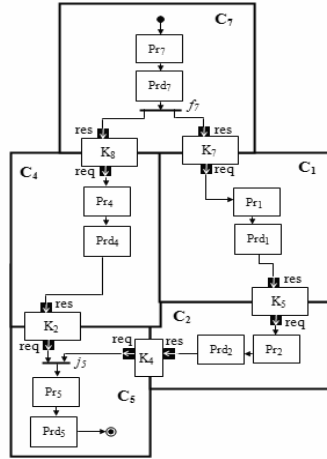 C₇
Pr₇
Prd₇
f₇
res
res
K₈
K₇
req
req
C₄
C₁
Pr₄
Pr₁
Prd₄
Prd₁
res
K₅
res
req
C₂
K₂
req
req
res
K₄
Prd₂
Pr₂
j₅
Pr₅
C₅
Prd₅